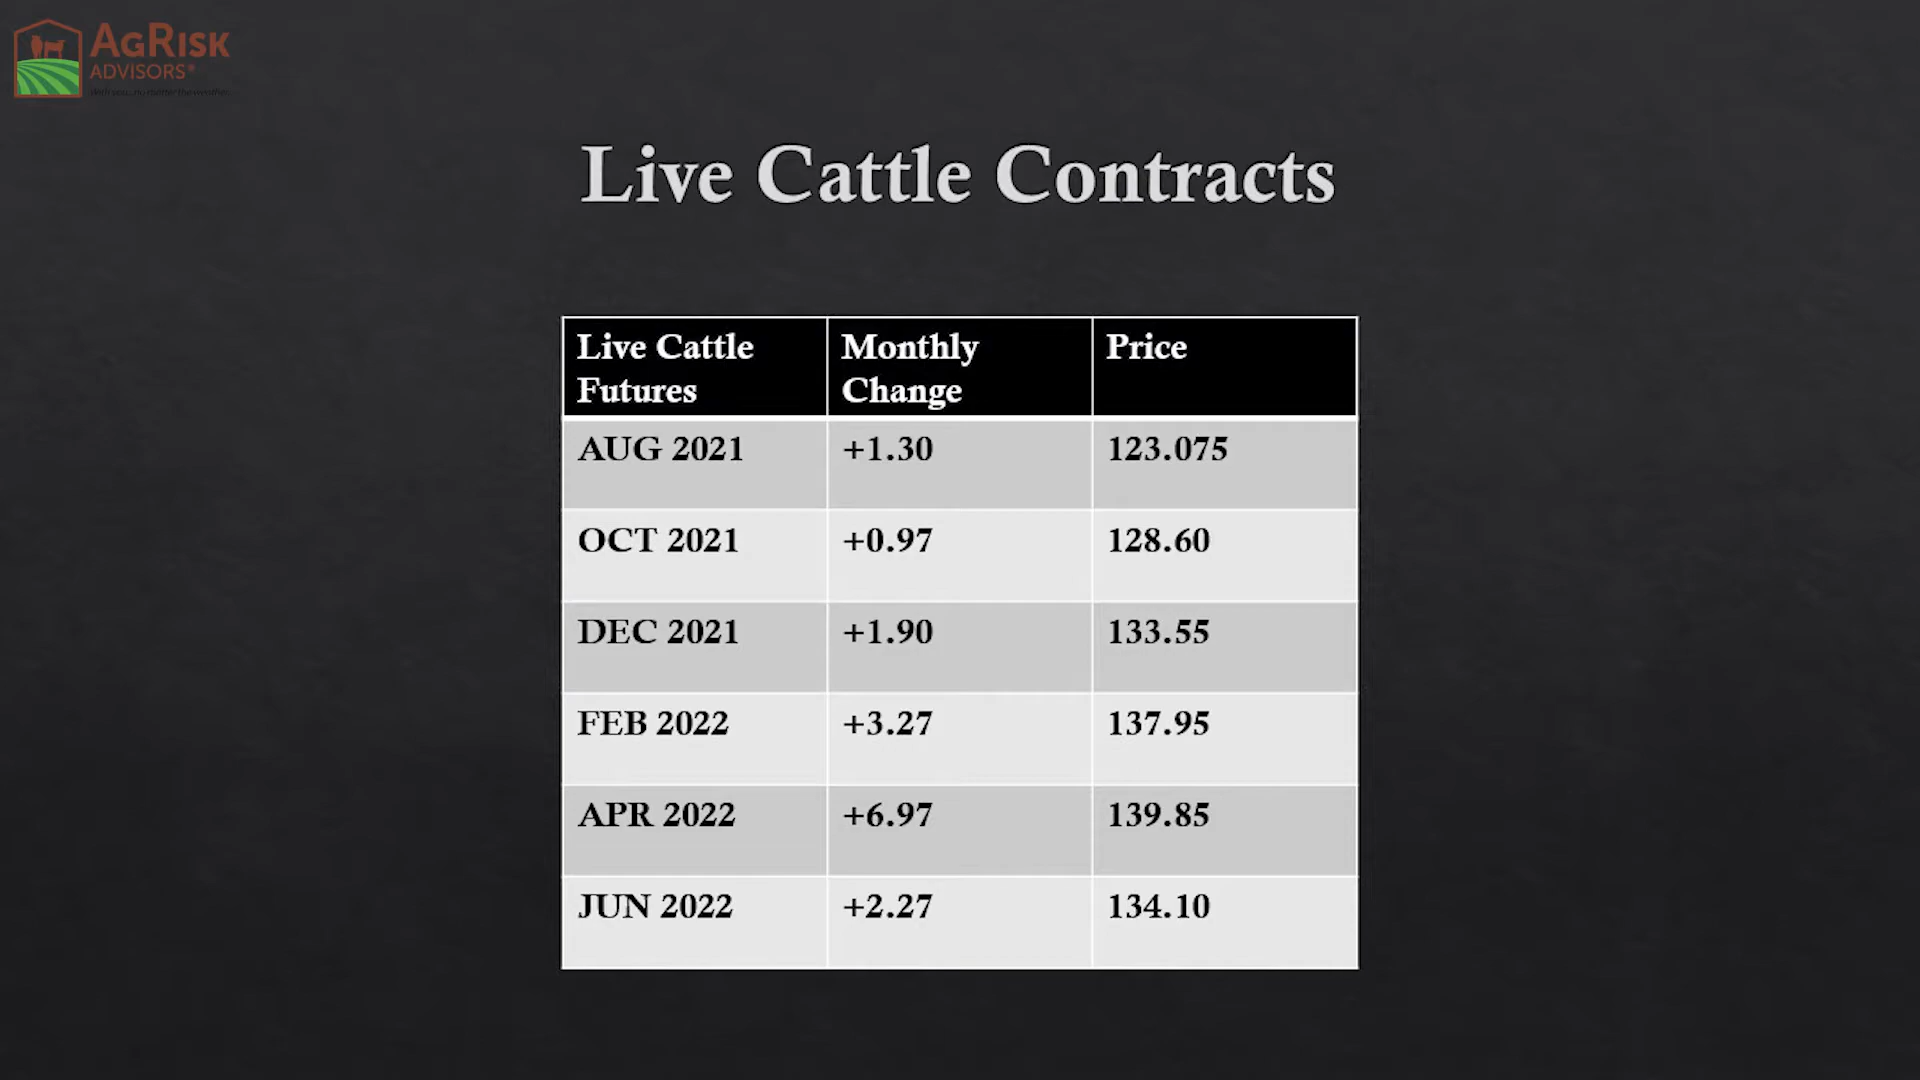 AGRISK
ADVISORS®
Live Cattle Contracts
Live Cattle Futures
Monthly Change
Price
AUG 2021 +1.30 123.075
OCT 2021 +0.97 128.60
DEC 2021 +1.90 133.55
FEB 2022 +3.27 137.95
APR 2022 +6.97 139.85
JUN 2022 +2.27 134.10